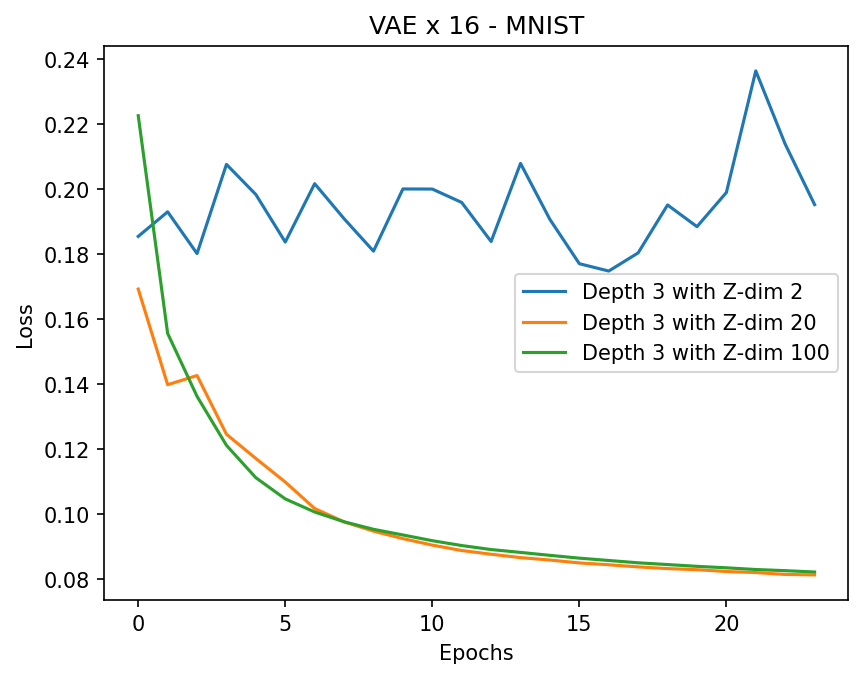 VAE x 16 - MNIST
0.24
0.22
0.20
0.18
0.16
0.14
0.12
0.10
0.08
Loss
Depth 3 with Z-dim 2
Depth 3 with Z-dim 20
Depth 3 with Z-dim 100
0 5 10 15 20
Epochs